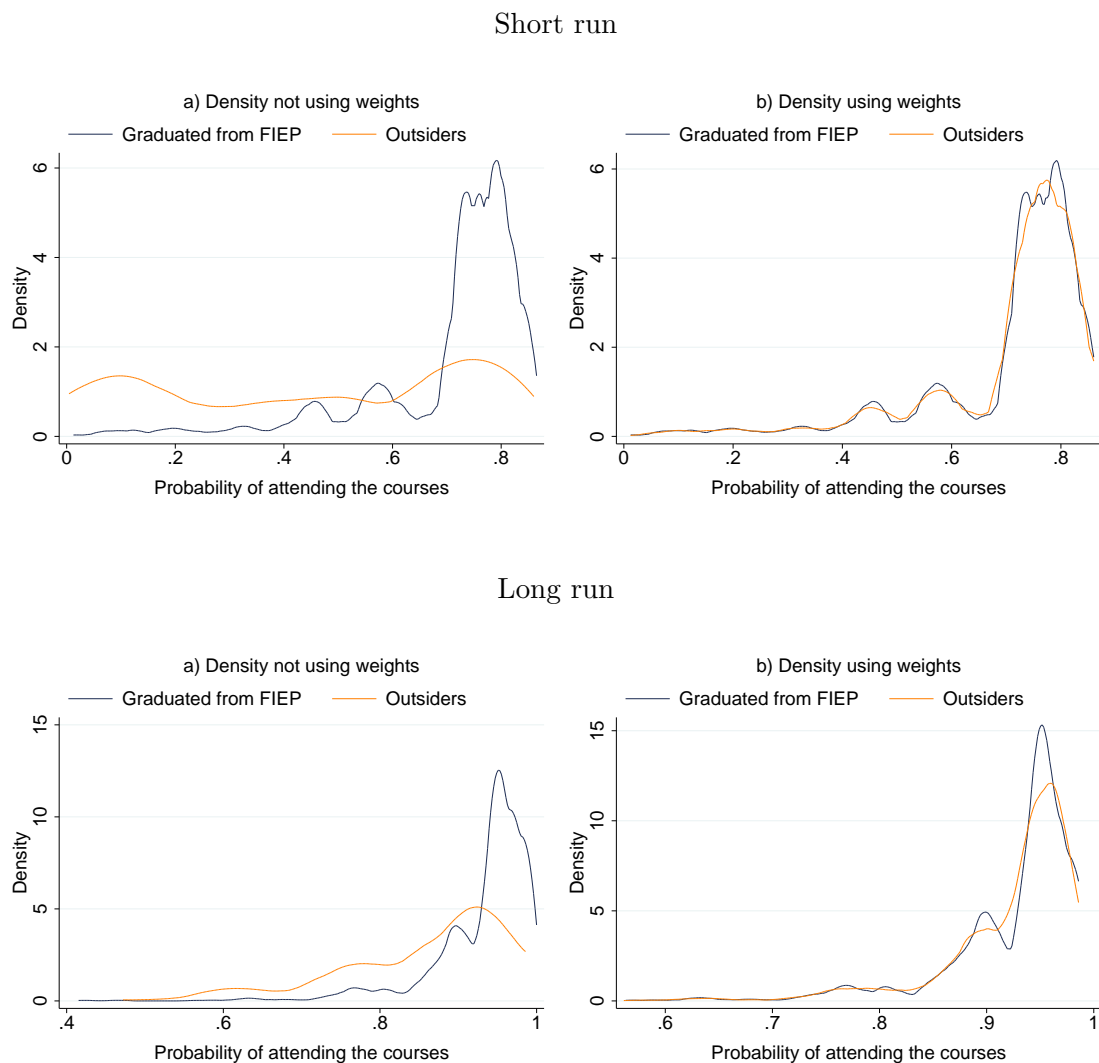 Short run
a) Density not using weights
Graduated from FIEP Outsiders
6
4
2
0
Density
0 .2 .4 .6 .8
Probability of attending the courses
b) Density using weights
Graduated from FIEP Outsiders
6
4
2
0
Density
0 .2 .4 .6 .8
Probability of attending the courses
Long run
a) Density not using weights
Graduated from FIEP Outsiders
15
10
5
0
Density
.4 .6 .8 1
Probability of attending the courses
b) Density using weights
Graduated from FIEP Outsiders
15
10
5
0
Density
.6 .7 .8 .9 1
Probability of attending the courses